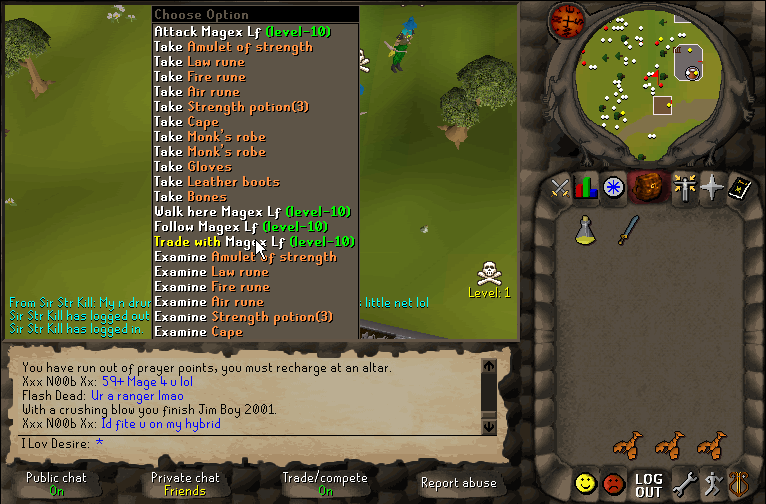 Choose Option
Attack Magex Lf (level-10)
Take Amulet of strength
Take Law rune
Take Fire rune
Take Air rune
Take Strength potion(3)
Take Cape
Take Monk's robe
Take Monk's robe
Take Gloves
Take Leather boots
Take Bones
Walk here Magex Lf (level-10)
Follow Magex Lf (level-10)
Trade with Magex Lf (level-10)
Examine Amulet of strength
Examine Law rune
Examine Fire rune
Examine Air rune
Examine Strength potion(3)
Examine Cape
Level: 1
From Sir Str Kill: My n drun
s little net lol
Sir Str Kill has logged out
Sir Str Kill has logged in.
You have run out of prayer points, you must recharge at an altar.
Xxx N00b Xx: 59+ Mage 4 u lol
Flash Dead: Ur a ranger lmao
With a crushing blow you finish Jim Boy 2001.
Xxx N00b Xx: Id fite u on my hybrid
I Lov Desire: *
Public chat
On
Private chat
Friends
Trade/compete
On
Report abuse
LOG
OUT